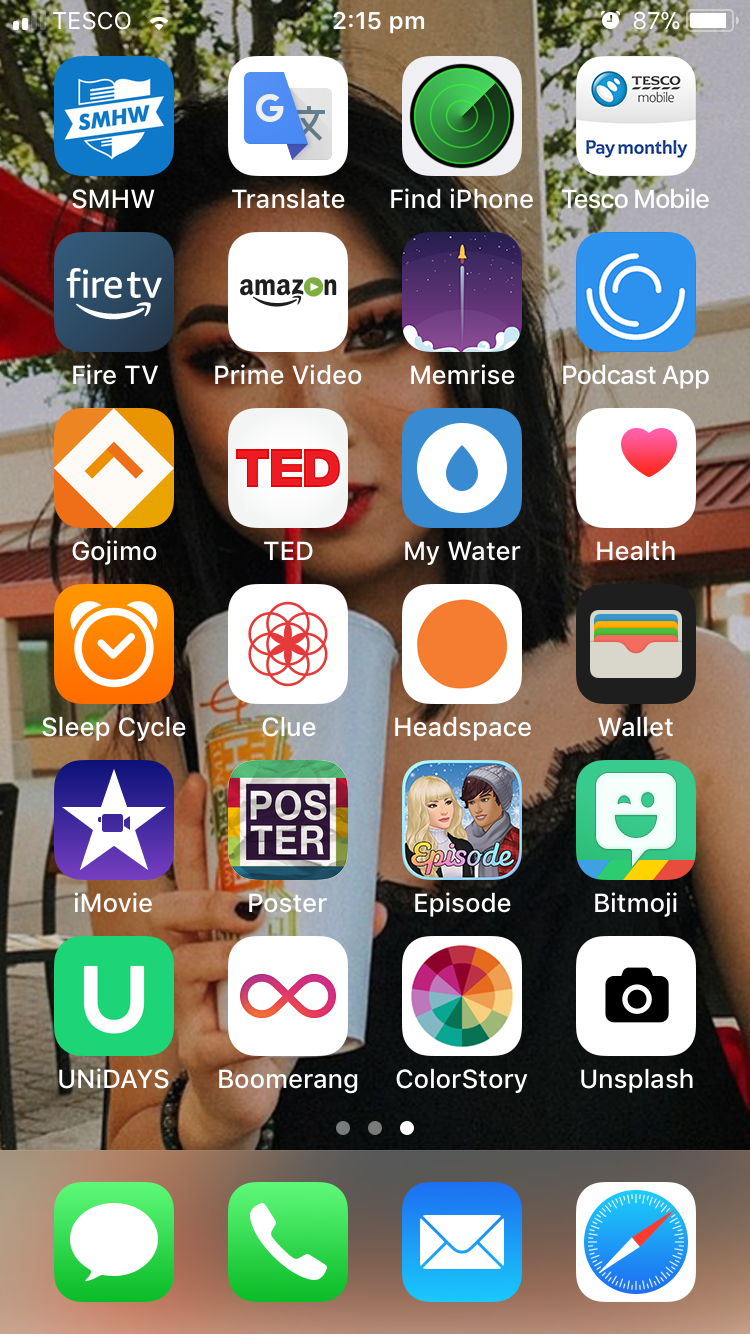 TESCO 2:15 pm 87%
SMHW
G 文
TESCO
mobile
Pay monthly
SMHW Translate Find iPhone Tesco Mobile
fire tv amazon
Fire TV Prime Video Memrise Podcast App
TED
Gojimo TED My Water Health
Sleep Cycle Clue Headspace Wallet
POS
TER
Episode
iMovie Poster Episode Bitmoji
U
UNiDAYS Boomerang ColorStory Unsplash